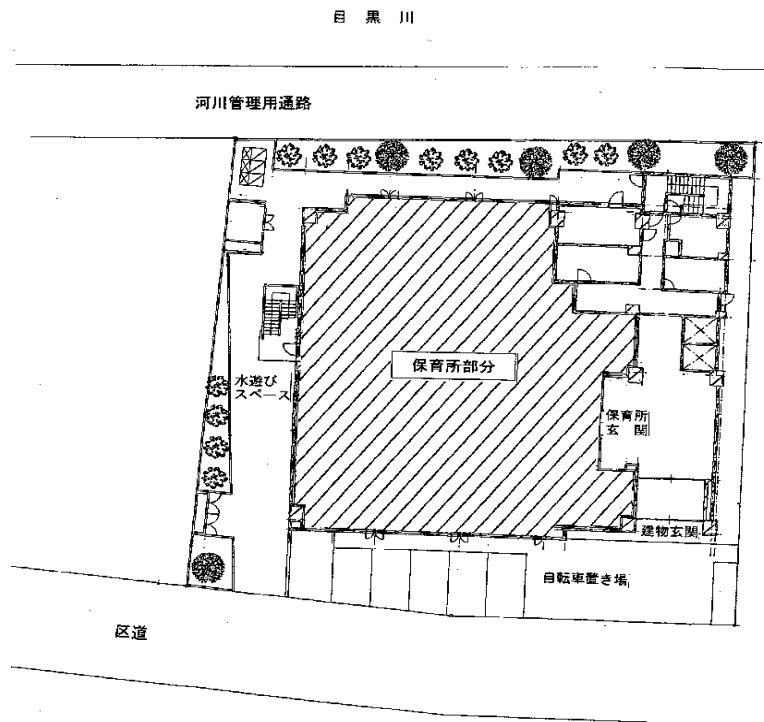 目黒川
河川管理用通路
保育所部分
水遊び
スペース
保育所
玄関
建物玄関
自転車置き場
区道